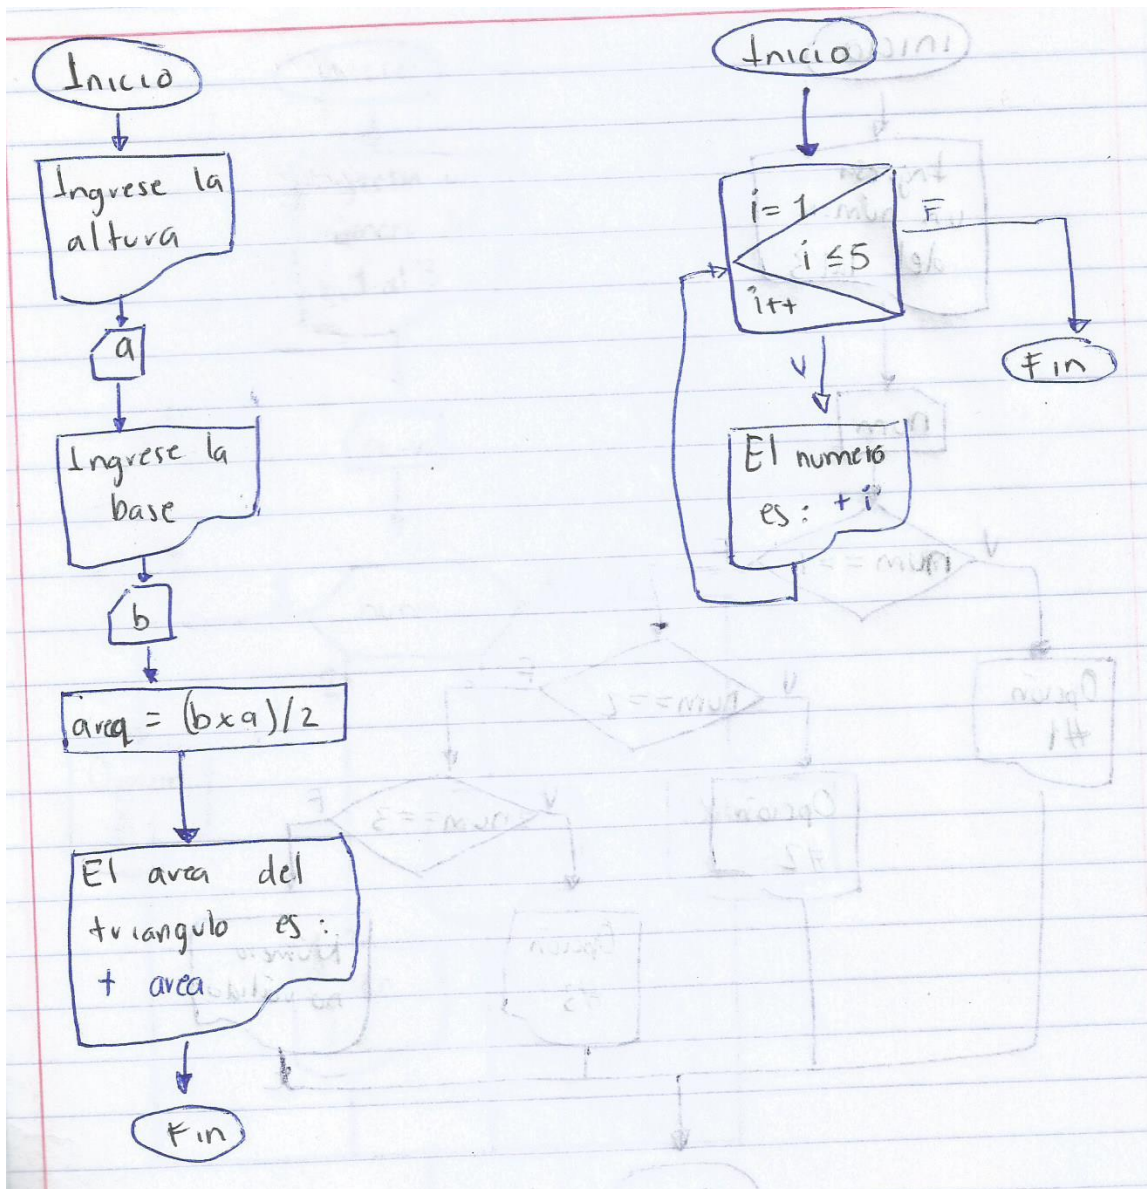 Inicio
Ingrese la
altura
a
Ingrese la
base
b
area = (b×a)/2
El area del
triangulo es:
+ area
Fin
Inicio
i= 1
i ≤5
i++
F
Fin
V
El numero
es: + i